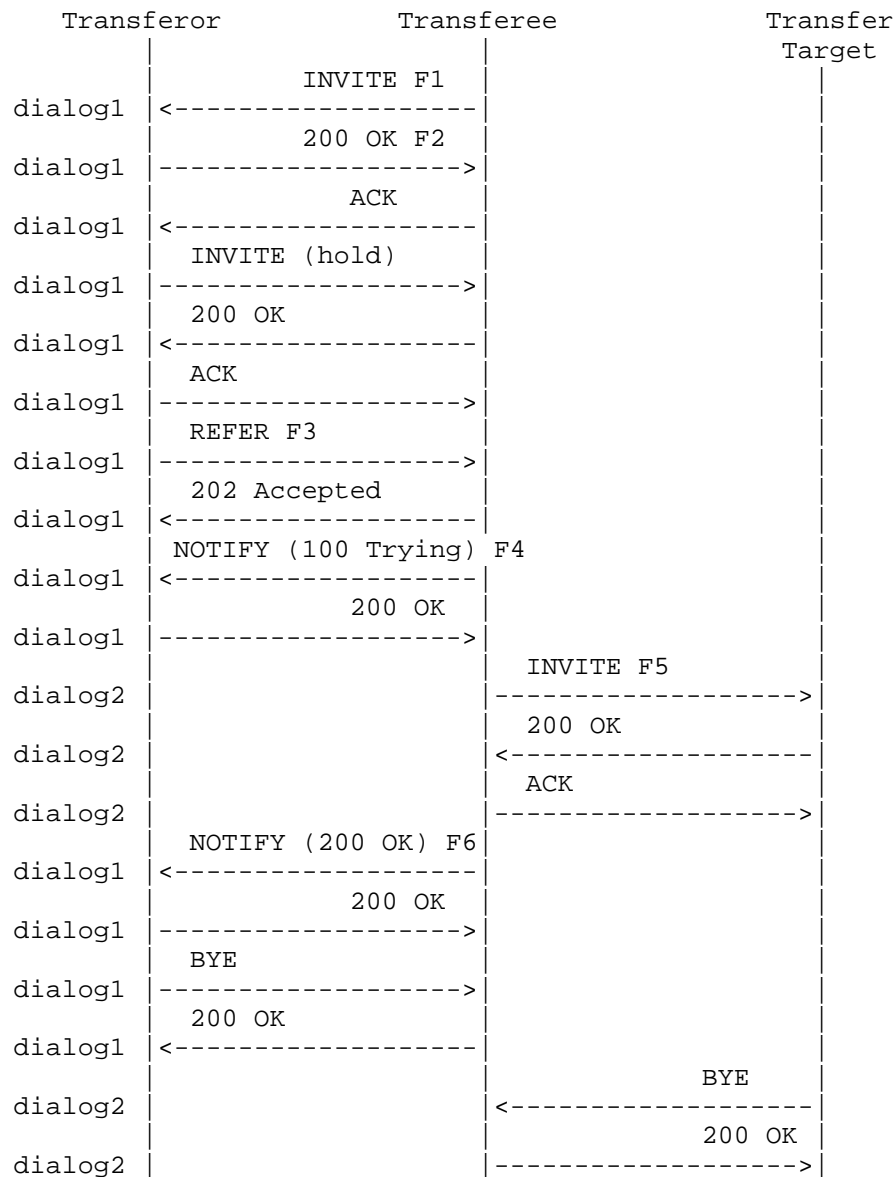 Transferor Transferee Transfer
Target
INVITE F1
dialog1 |<-------------------|
200 OK F2
dialog1 |------------------->|
ACK
dialog1 |<-------------------|
INVITE (hold)
dialog1 |------------------->|
200 OK
dialog1 |<-------------------|
ACK
dialog1 |------------------->|
REFER F3
dialog1 |------------------->|
202 Accepted
dialog1 |<-------------------|
NOTIFY (100 Trying) F4
dialog1 |<-------------------|
200 OK
dialog1 |------------------->|
INVITE F5
dialog2 | |------------------->|
200 OK
dialog2 | |<-------------------|
ACK
dialog2 | |------------------->|
NOTIFY (200 OK) F6
dialog1 |<-------------------|
200 OK
dialog1 |------------------->|
BYE
dialog1 |------------------->|
200 OK
dialog1 |<-------------------|
BYE
dialog2 | |<-------------------|
200 OK
dialog2 | |------------------->|